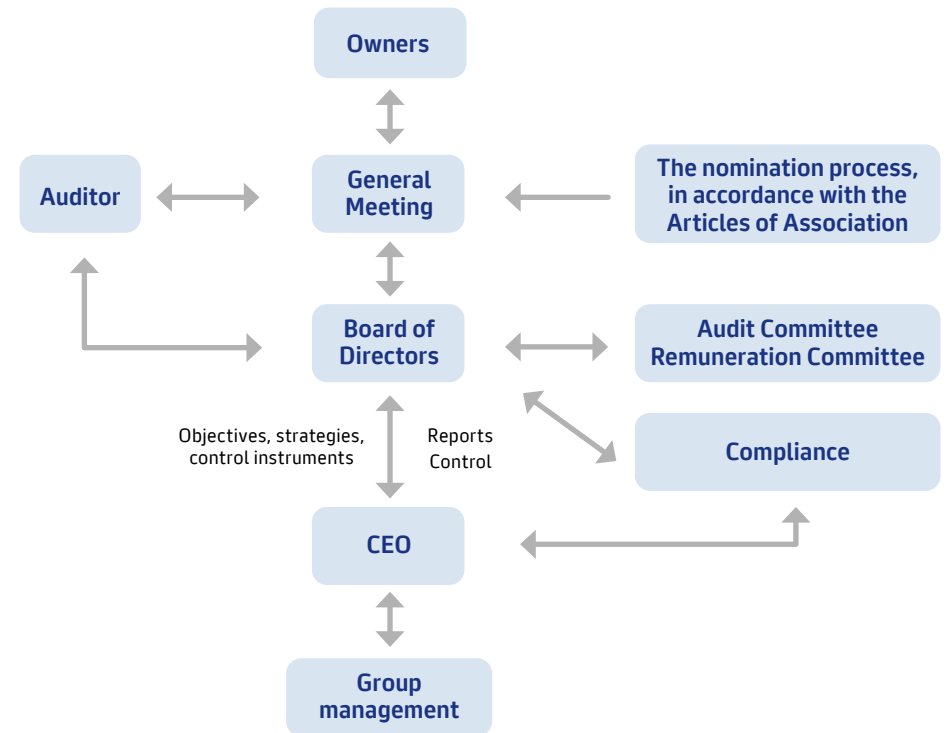 Owners
Auditor
General
Meeting
The nomination process,
in accordance with the
Articles of Association
Board of
Directors
Audit Committee
Remuneration Committee
Objectives, strategies,
control instruments
Reports
Control
Compliance
CEO
Group
management